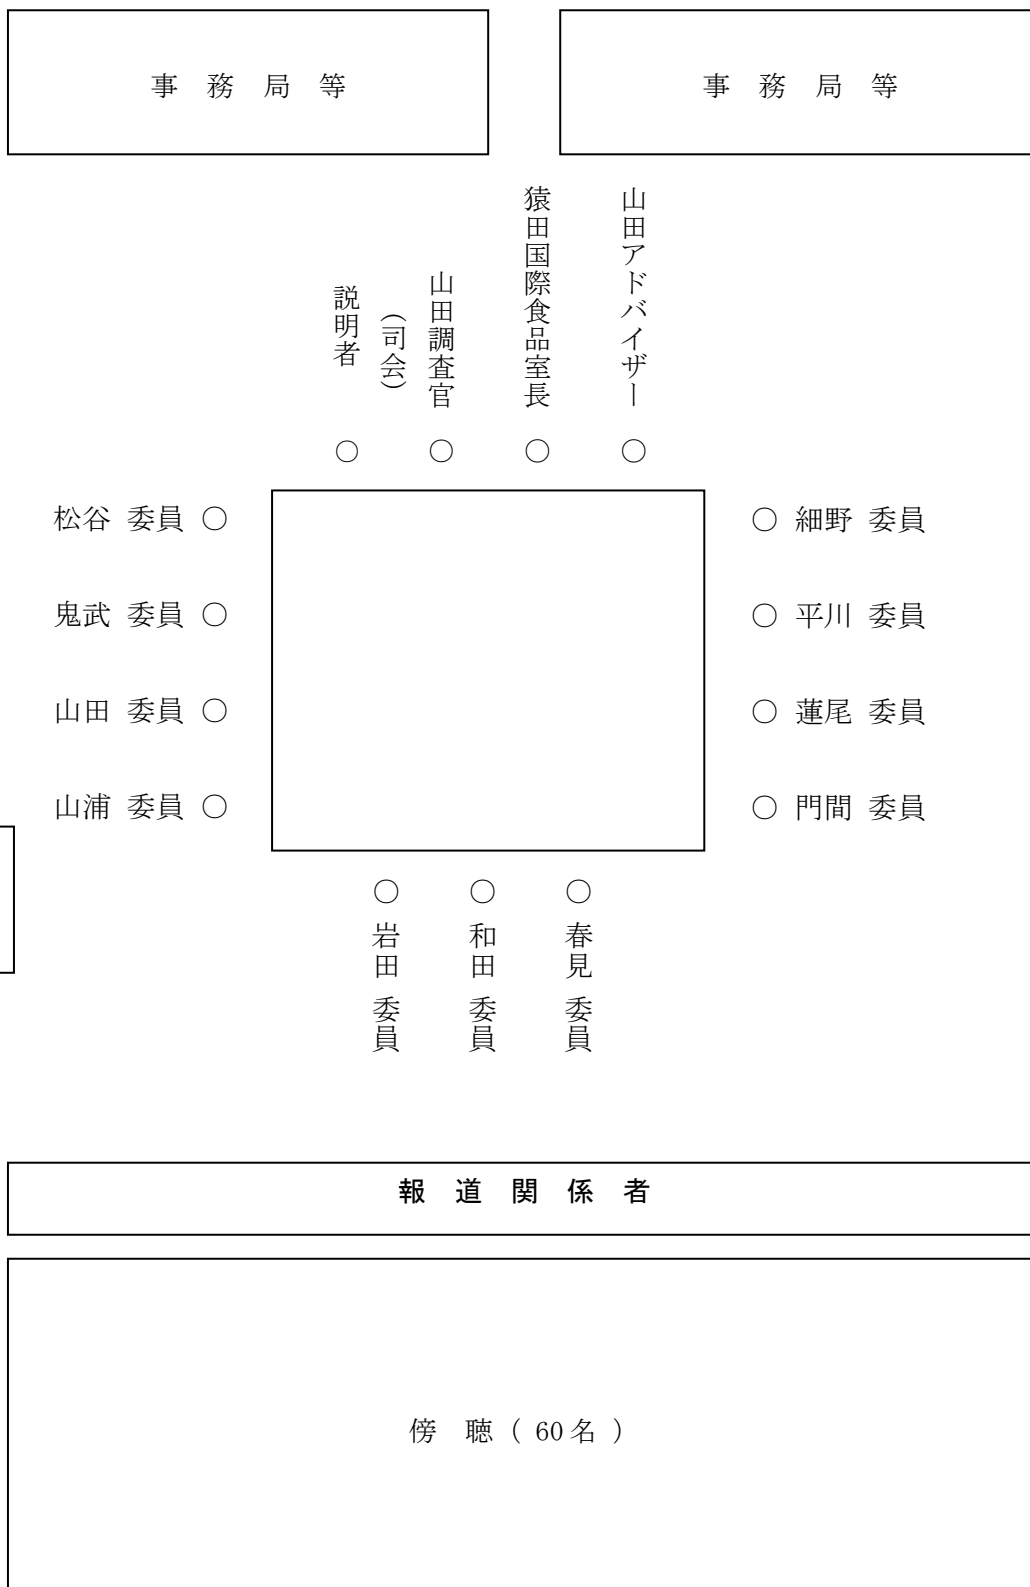 事 務 局 等
事 務 局 等
山田アドバイザー
猿田国際食品室長
山田調査官
（司会）
説明者
○ ○ ○ ○
松谷 委員 ○
○ 細野 委員
鬼武 委員 ○
○ 平川 委員
山田 委員 ○
○ 蓮尾 委員
山浦 委員 ○
○ 門間 委員
○ ○ ○
春見 委員
和田 委員
岩田 委員
報 道 関 係 者
傍 聴 （ 60名 ）